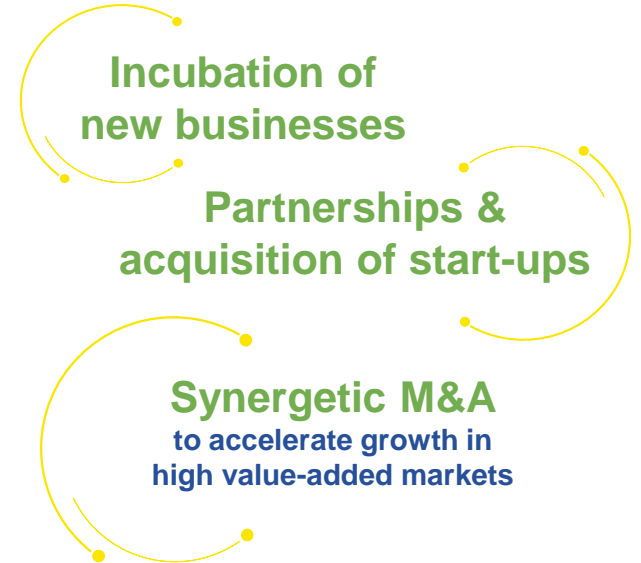 Incubation of
new businesses
Partnerships &
acquisition of start-ups
Synergetic M&A
to accelerate growth in
high value-added markets